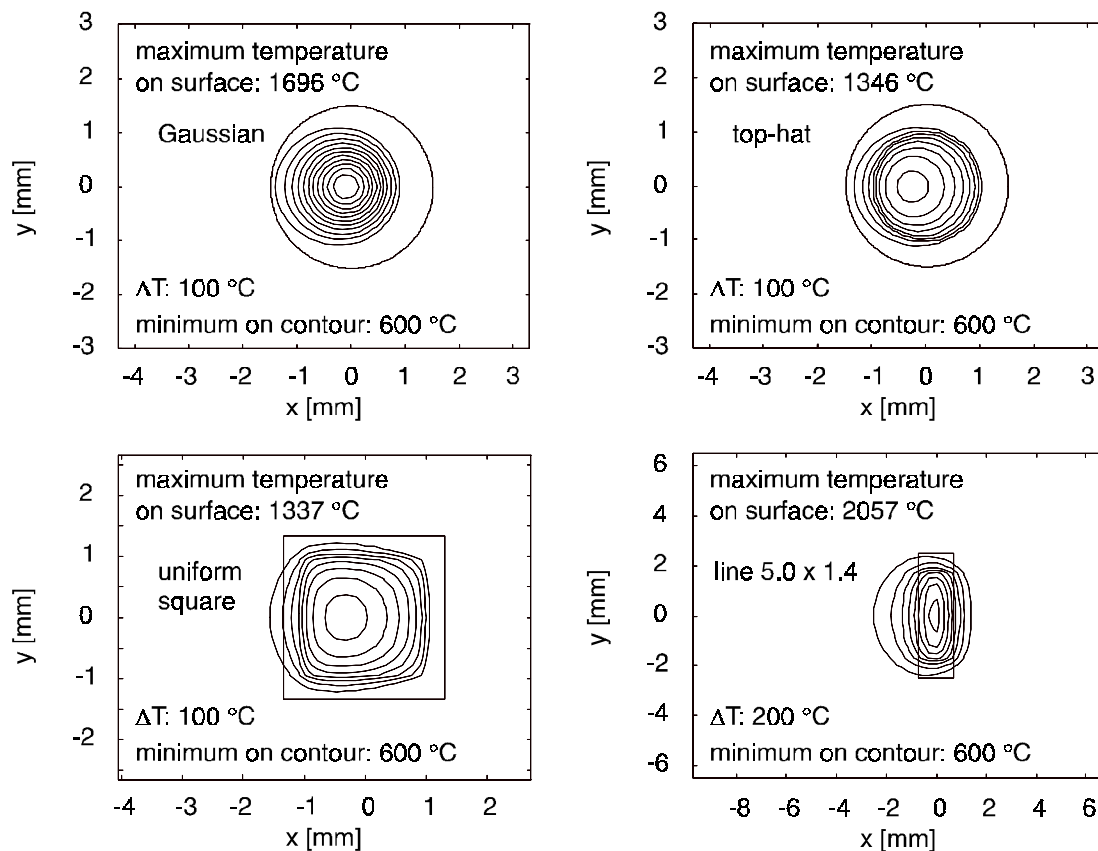 3
2
1
0
-1
-2
-3
y [mm]
maximum temperature
on surface: 1696 °C
Gaussian
ΔT: 100 °C
minimum on contour: 600 °C
-4 -3 -2 -1 0 1 2 3
x [mm]
3
2
1
0
-1
-2
-3
y [mm]
maximum temperature
on surface: 1346 °C
top-hat
ΔT: 100 °C
minimum on contour: 600 °C
-4 -3 -2 -1 0 1 2 3
x [mm]
2
1
0
-1
-2
y [mm]
maximum temperature
on surface: 1337 °C
uniform
square
ΔT: 100 °C
minimum on contour: 600 °C
-4 -3 -2 -1 0 1 2
x [mm]
6
4
2
0
-2
-4
-6
y [mm]
maximum temperature
on surface: 2057 °C
line 5.0 x 1.4
ΔT: 200 °C
minimum on contour: 600 °C
-8 -6 -4 -2 0 2 4 6
x [mm]